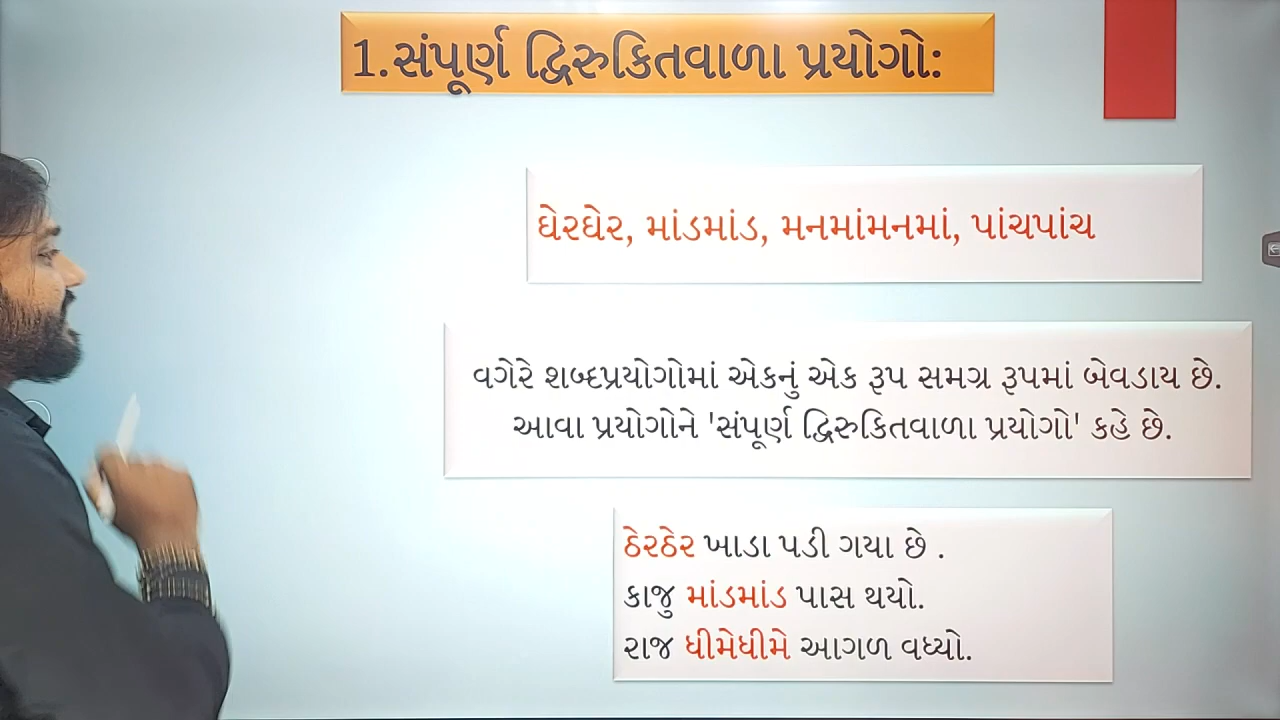 1.સંપૂર્ણ દ્વિરુકિતવાળા પ્રયોગો:
ઘેરઘેર, માંડમાંડ, મનમાંમનમાં, પાંચપાંચ
વગેરે શબ્દપ્રયોગોમાં એકનું એક રૂપ સમગ્ર રૂપમાં બેવડાય છે.
આવા પ્રયોગોને 'સંપૂર્ણ દ્વિરુકિતવાળા પ્રયોગો' કહે છે.
ઠેરઠેર ખાડા પડી ગયા છે .
કાજુ માંડમાંડ પાસ થયો.
રાજ ધીમેધીમે આગળ વધ્યો.